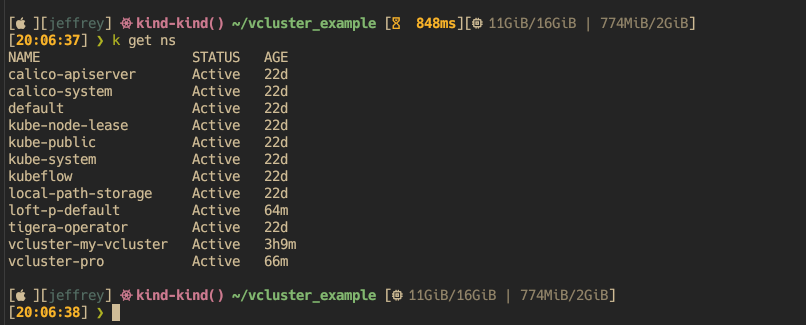 [ ][jeffrey] ⎈kind-kind() ~/vcluster_example [⌛ 848ms][ 11GiB/16GiB | 774MiB/2GiB]
[20:06:37] ❯ k get ns
NAME                STATUS   AGE
calico-apiserver    Active   22d
calico-system       Active   22d
default             Active   22d
kube-node-lease     Active   22d
kube-public         Active   22d
kube-system         Active   22d
kubeflow            Active   22d
local-path-storage  Active   22d
loft-p-default      Active   64m
tigera-operator     Active   22d
vcluster-my-vcluster   Active   3h9m
vcluster-pro        Active   66m
[ ][jeffrey] ⎈kind-kind() ~/vcluster_example [ 11GiB/16GiB | 774MiB/2GiB]
[20:06:38] ❯